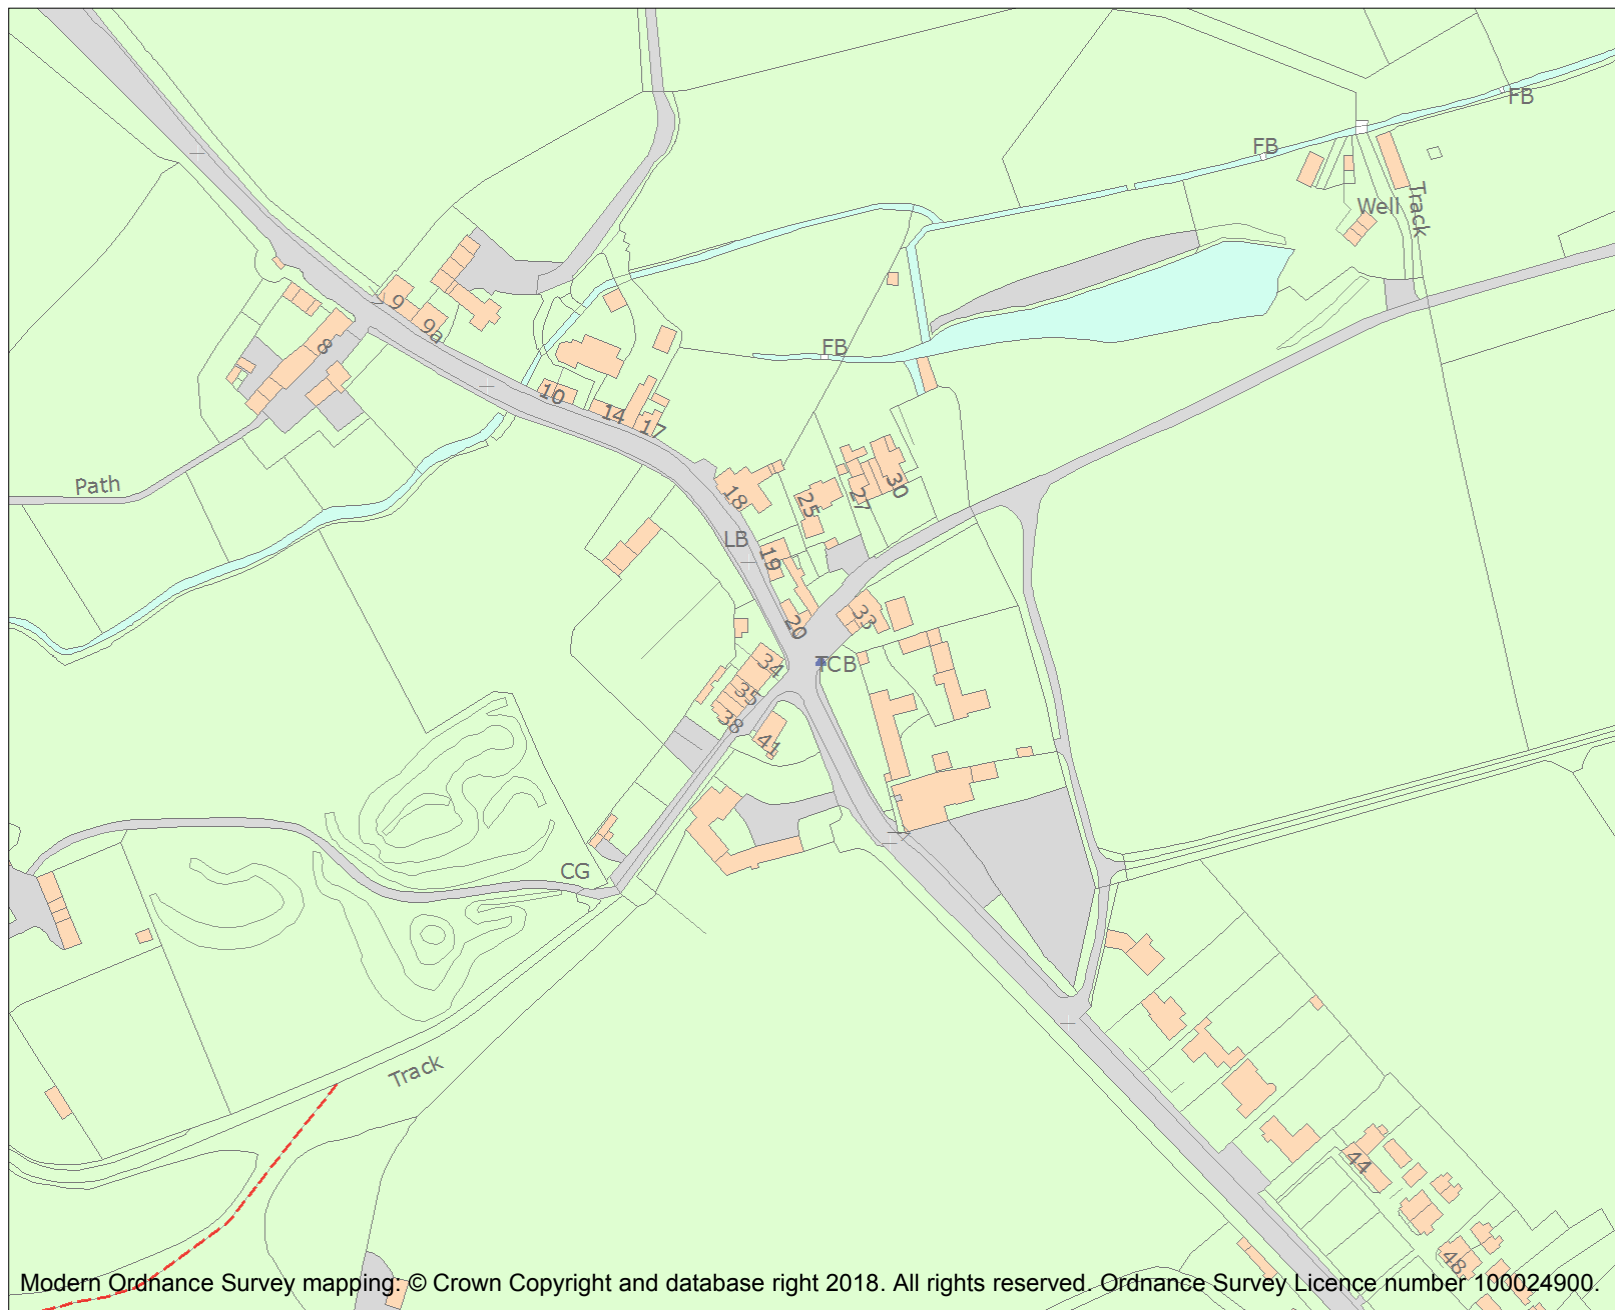 FB
FB
Track
Well
9
9a
8
FB
10
14
17
Path
18
25
27
30
LB
19
20
33
TCB
34
35
38
41
CG
Track
44
48
Modern Ordnance Survey mapping: © Crown Copyright and database right 2018. All rights reserved. Ordnance Survey Licence number 100024900.